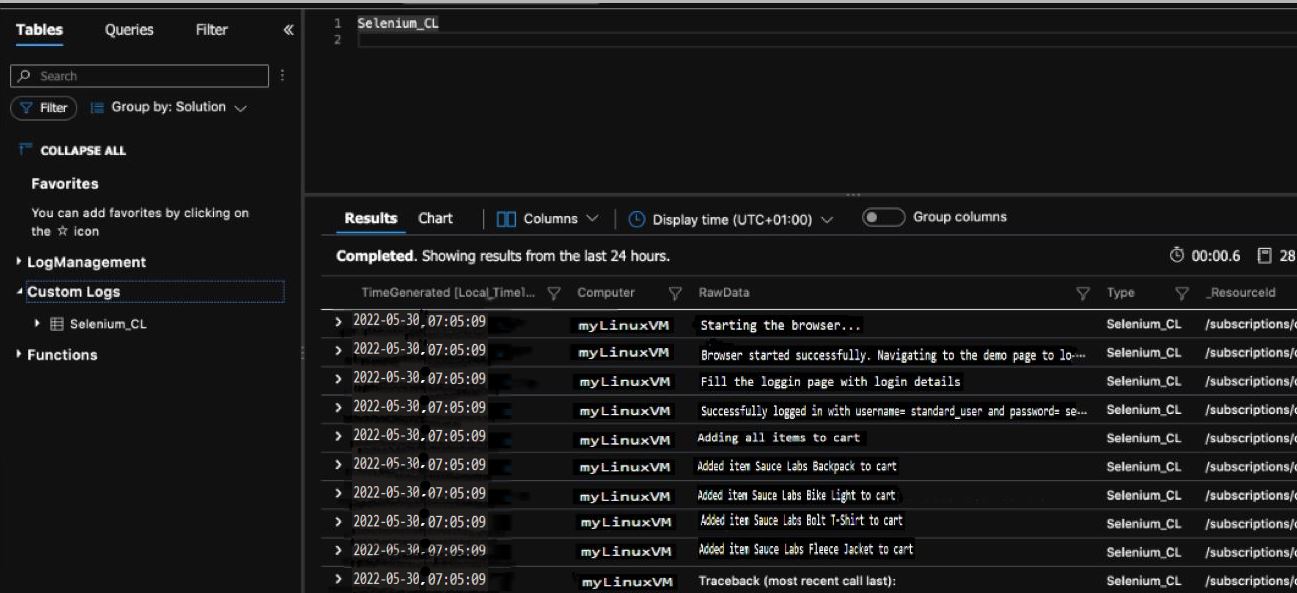 Tables Queries Filter «
Search
Filter Group by: Solution
COLLAPSE ALL
Favorites
You can add favorites by clicking on
the ☆ icon
LogManagement
Custom Logs
Selenium_CL
Functions
1 Selenium_CL
2
Results Chart Columns Display time (UTC+01:00) Group columns
Completed. Showing results from the last 24 hours. 00:00.6 28
TimeGenerated [Local_Time]... Computer RawData Type _ResourceId
2022-05-30,07:05:09 myLinuxVM Starting the browser... Selenium_CL /subscriptions/
2022-05-30,07:05:09 myLinuxVM Browser started successfully. Navigating to the demo page to lo-... Selenium_CL /subscriptions/
2022-05-30,07:05:09 myLinuxVM Fill the loggin page with login details Selenium_CL /subscriptions/
2022-05-30,07:05:09 myLinuxVM Successfully logged in with username= standard_user and password= se-... Selenium_CL /subscriptions/
2022-05-30,07:05:09 myLinuxVM Adding all items to cart Selenium_CL /subscriptions/
2022-05-30,07:05:09 myLinuxVM Added item Sauce Labs Backpack to cart Selenium_CL /subscriptions/
2022-05-30,07:05:09 myLinuxVM Added item Sauce Labs Bike Light to cart Selenium_CL /subscriptions/
2022-05-30,07:05:09 myLinuxVM Added item Sauce Labs Bolt T-Shirt to cart Selenium_CL /subscriptions/
2022-05-30,07:05:09 myLinuxVM Added item Sauce Labs Fleece Jacket to cart Selenium_CL /subscriptions/
2022-05-30,07:05:09 myLinuxVM Traceback (most recent call last): Selenium_CL /subscriptions/